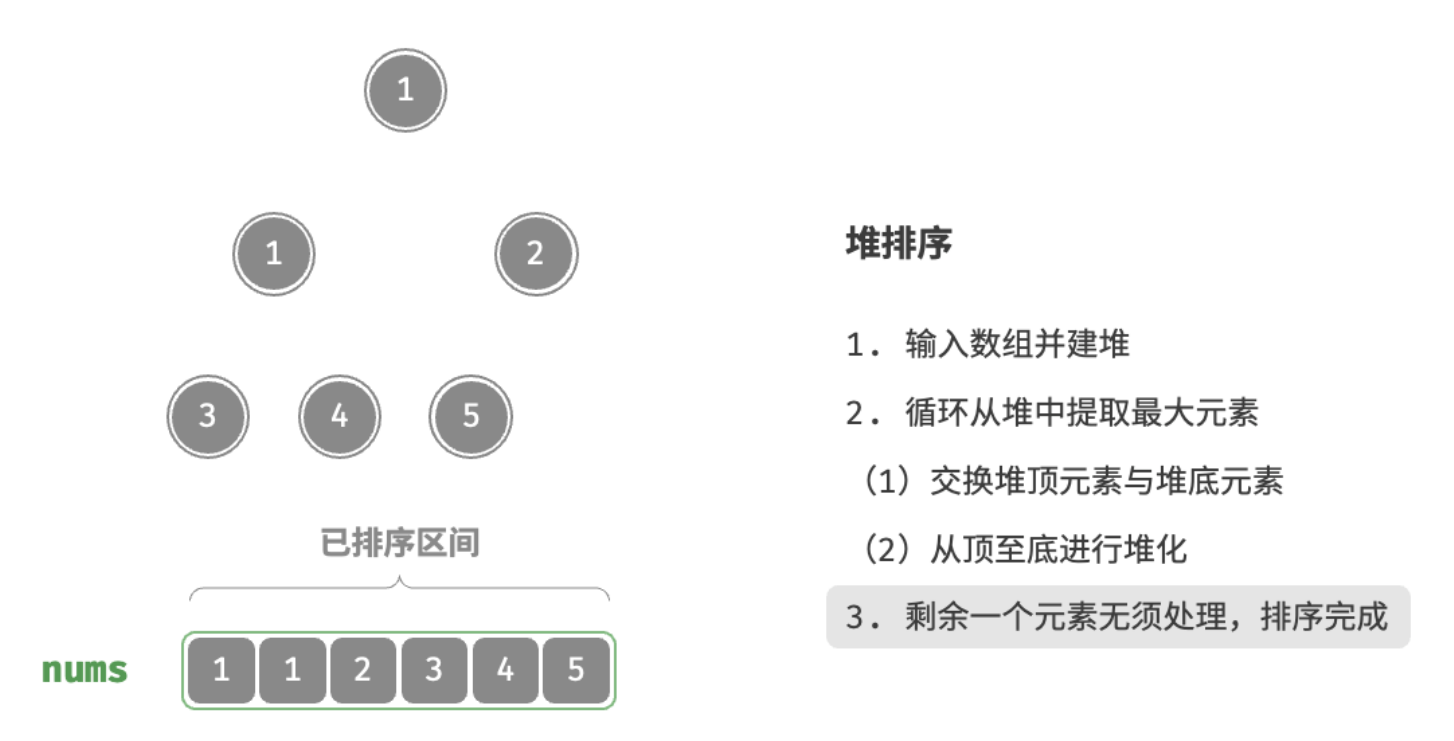 1
1 2
3 4 5
已排序区间
nums 1 1 2 3 4 5
堆排序
1. 输入数组并建堆
2. 循环从堆中提取最大元素
（1）交换堆顶元素与堆底元素
（2）从顶至底进行堆化
3. 剩余一个元素无须处理，排序完成